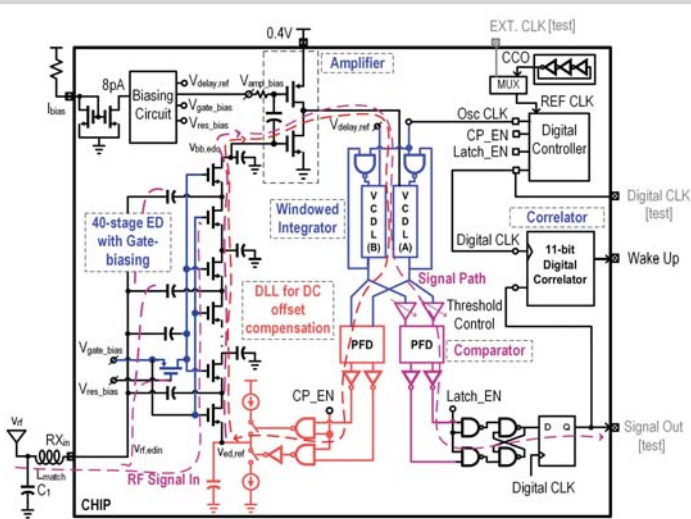 EXT. CLK [test]
0.4V
CCO
Amplifier
MUX
8pA
Vdelay,ref
Vamp_bias
REF CLK
Ibias
Biasing
Circuit
Vgate_bias
Vres_bias
Vdelay,ref
Osc CLK
CP_EN
Latch_EN
Digital
Controller
Vbb,edo
Windowed
Integrator
VCDL(B)
VCDL(A)
Digital CLK
[test]
40-stage ED
with Gate-
biasing
Correlator
Digital CLK
11-bit
Digital
Correlator
Wake Up
Signal Path
DLL for DC
offset
compensation
Threshold
Control
PFD
PFD
Comparator
Vgate_bias
Vres_bias
CP_EN
Latch_EN
Vrf
RXin
Vrf,edin
Ved,ref
D Q
Signal Out
[test]
Lmatch
RF Signal In
C1
Digital CLK
CHIP